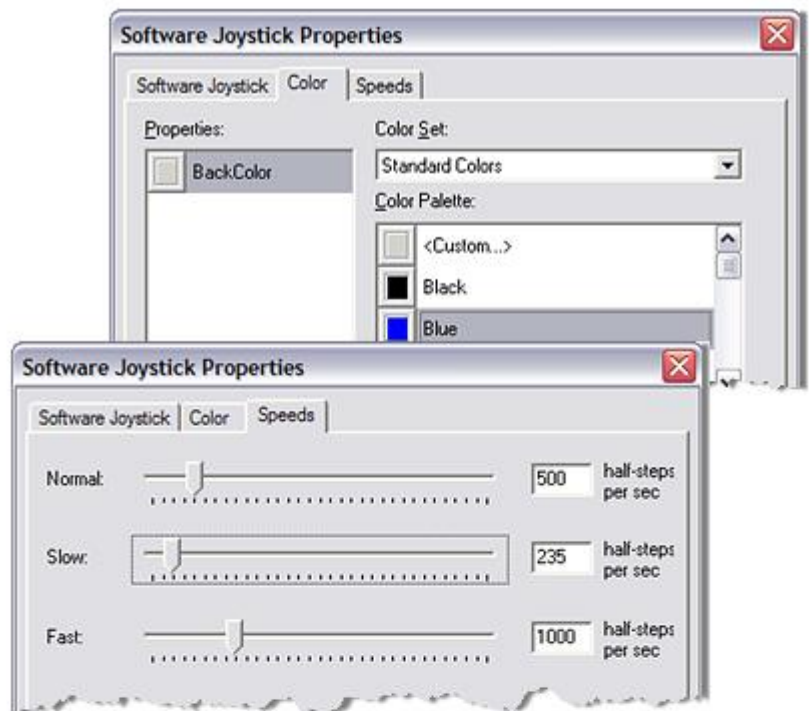 Software Joystick Properties
Software Joystick Color Speeds
Properties:
BackColor
Color Set:
Standard Colors
Color Palette:
<Custom...>
Black
Blue
Software Joystick Properties
Software Joystick Color Speeds
Normal: 500 half-steps
per sec
Slow: 235 half-steps
per sec
Fast: 1000 half-steps
per sec